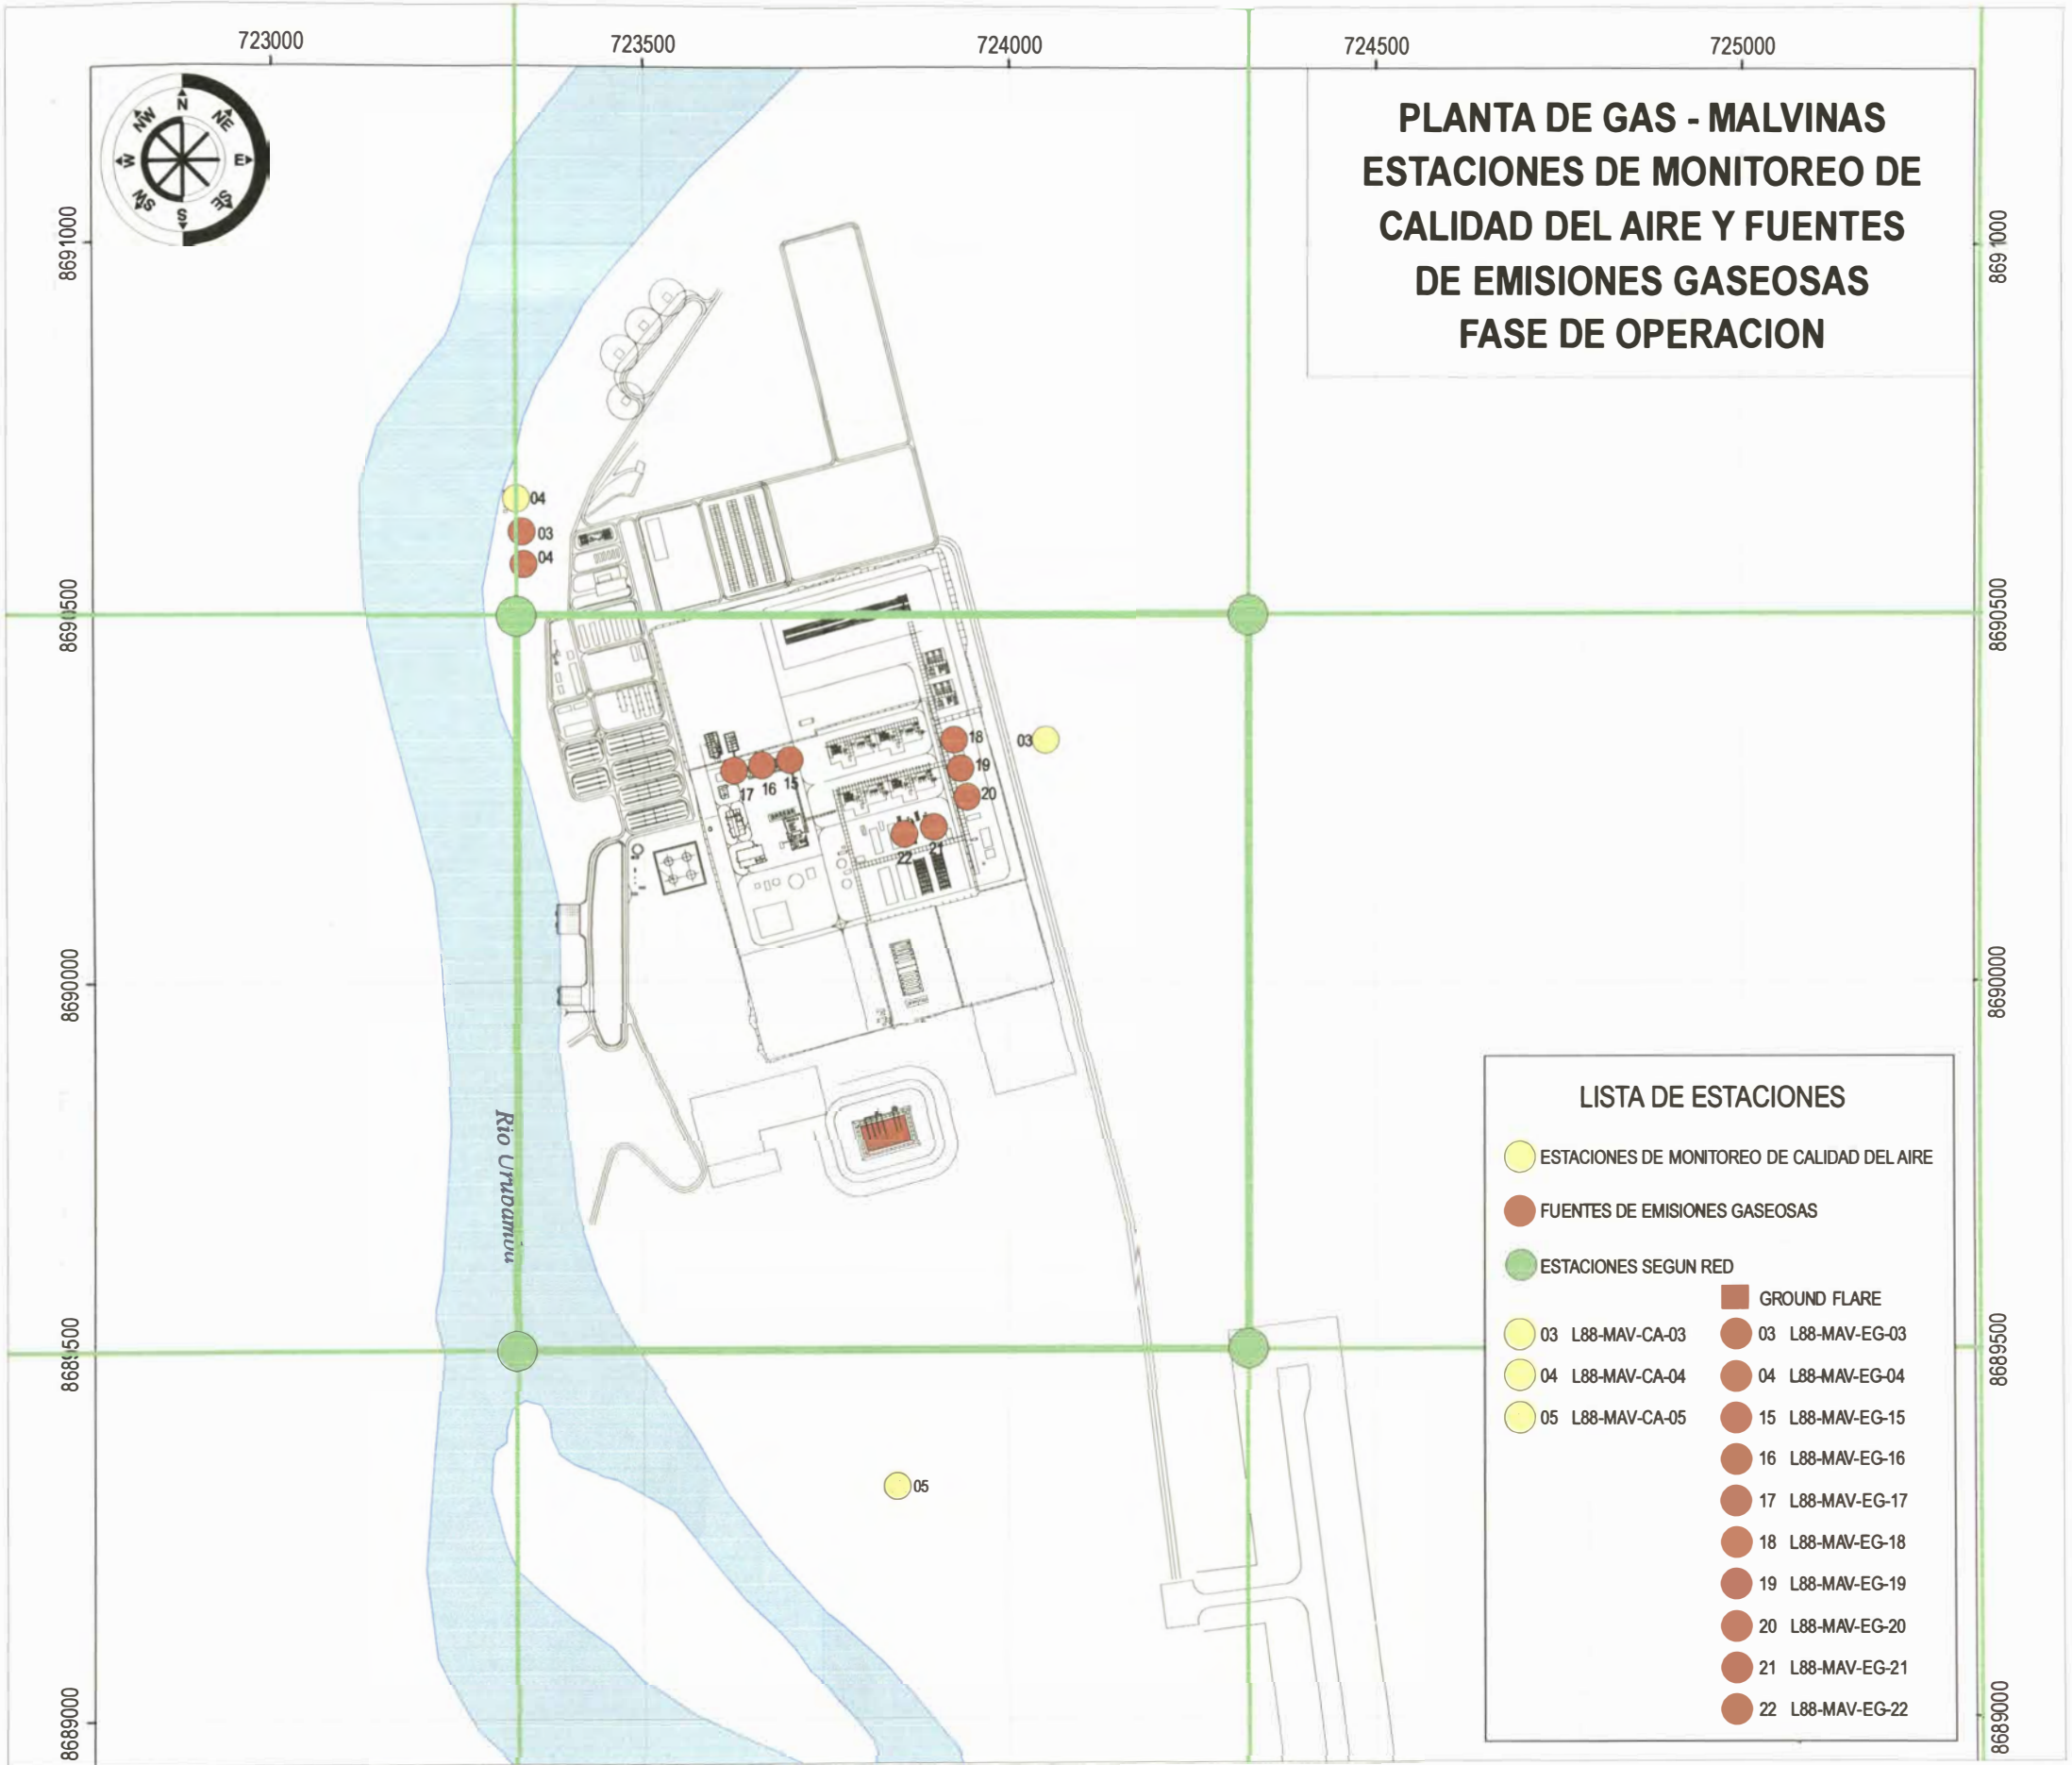 723000
723500
724000
724500
725000
N
NE
E
SE
S
SW
W
NW
PLANTA DE GAS - MALVINAS
ESTACIONES DE MONITOREO DE
CALIDAD DEL AIRE Y FUENTES
DE EMISIONES GASEOSAS
FASE DE OPERACION
8691000
8691000
04
03
04
8690500
8690500
18
03
19
17
16
15
20
22
21
8690000
8690000
Rio Urubamba
8689500
8689500
05
8689000
8689000
LISTA DE ESTACIONES
ESTACIONES DE MONITOREO DE CALIDAD DEL AIRE
FUENTES DE EMISIONES GASEOSAS
ESTACIONES SEGUN RED
GROUND FLARE
03 L88-MAV-CA-03
04 L88-MAV-CA-04
05 L88-MAV-CA-05
03 L88-MAV-EG-03
04 L88-MAV-EG-04
15 L88-MAV-EG-15
16 L88-MAV-EG-16
17 L88-MAV-EG-17
18 L88-MAV-EG-18
19 L88-MAV-EG-19
20 L88-MAV-EG-20
21 L88-MAV-EG-21
22 L88-MAV-EG-22